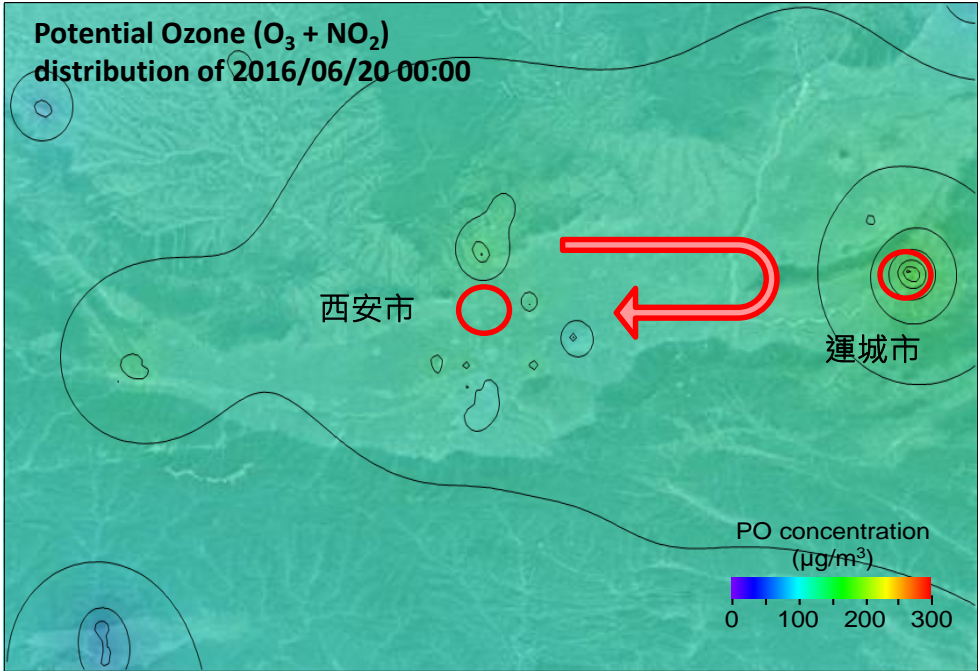 Potential Ozone (O₃ + NO₂)
distribution of 2016/06/20 00:00
西安市
運城市
PO concentration
(μg/m³)
0 100 200 300